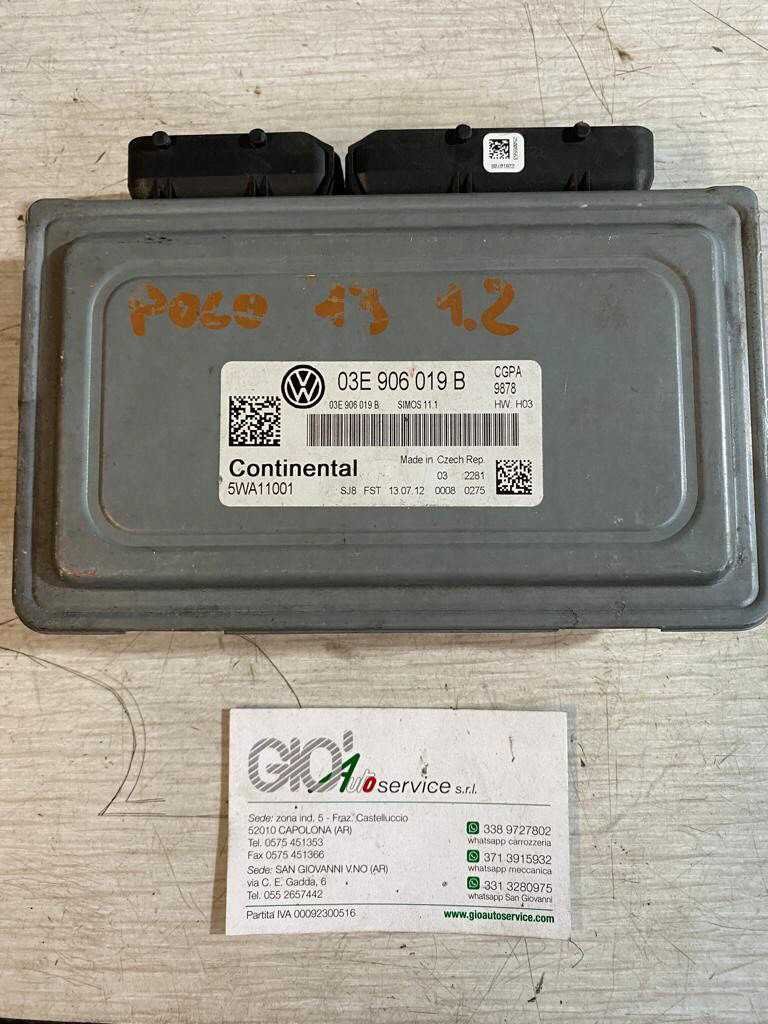 POLO 13 1.2
VW
03E 906 019 B
CGPA
9878
03E 906 019 B SIMOS 11.1 HW: H03
Continental
Made in Czech Rep.
03 2281
5WA11001 SJ8 FST 13.07.12 0008 0275
GIO' Auto service s.r.l.
Sede: zona ind. 5 - Fraz. Castelluccio
52010 CAPOLONA (AR)
Tel. 0575 451353
Fax 0575 451366
Sede: SAN GIOVANNI V.NO (AR)
via C. E. Gadda, 6
Tel. 055 2657442
Partita IVA 00092300516
338 9727802
whatsapp carrozzeria
371 3915932
whatsapp meccanica
331 3280975
whatsapp San Giovanni
www.gioautoservice.com